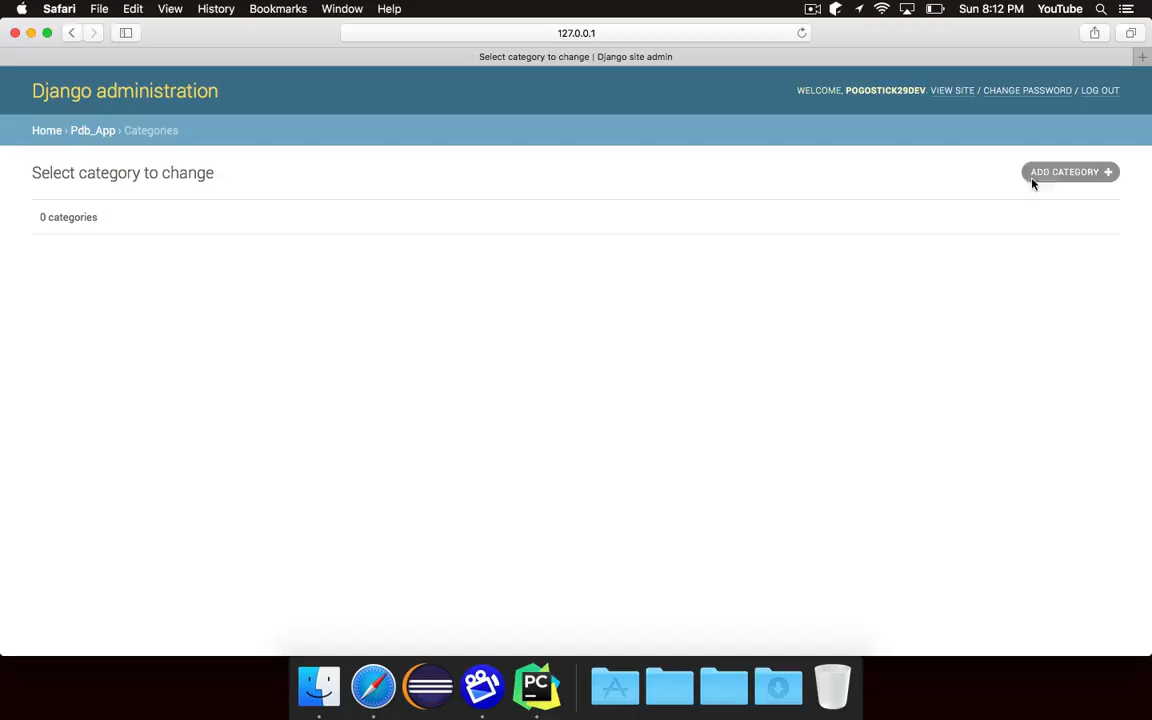 Safari File Edit View History Bookmarks Window Help Sun 8:12 PM YouTube
127.0.0.1
Select category to change | Django site admin
Django administration
WELCOME, POGOSTICK29DEV. VIEW SITE / CHANGE PASSWORD / LOG OUT
Home › Pdb_App › Categories
Select category to change
ADD CATEGORY +
0 categories
PC